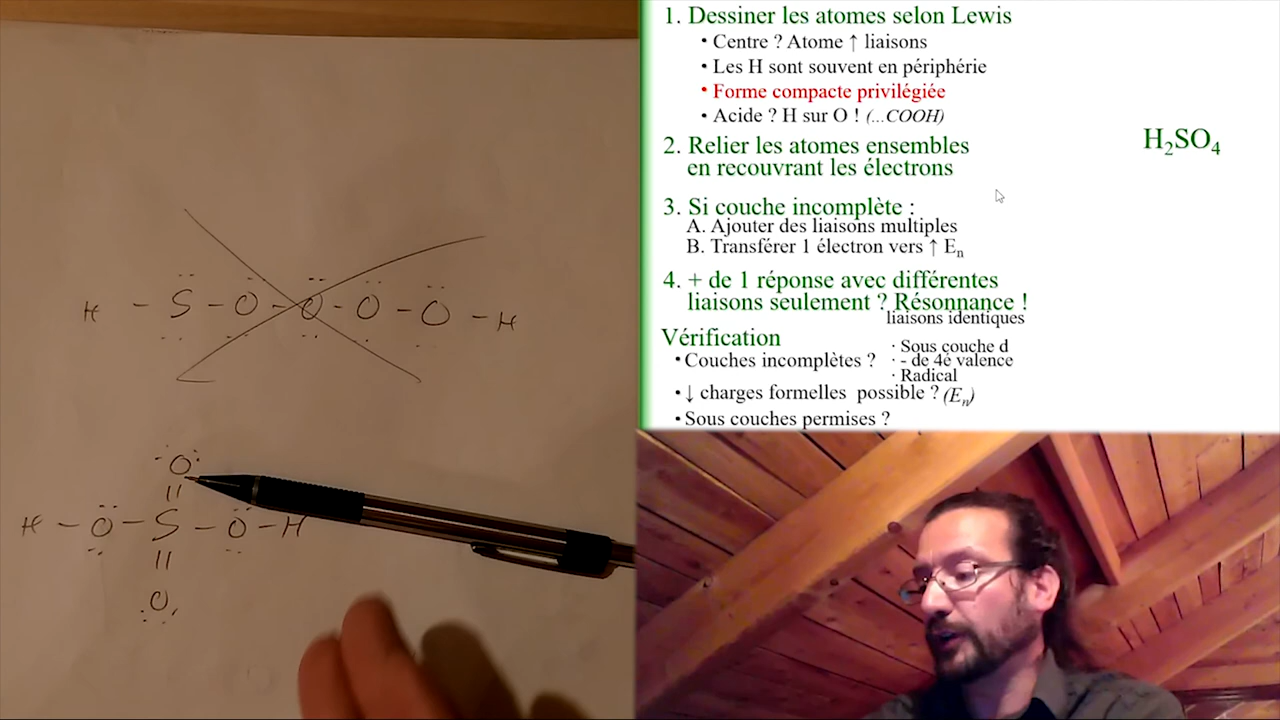 H - S - O - O - O - O - H
O
H - O - S - O - H
O
1. Dessiner les atomes selon Lewis
• Centre ? Atome ↑ liaisons
• Les H sont souvent en périphérie
• Forme compacte privilégiée
• Acide ? H sur O ! (...COOH)
2. Relier les atomes ensembles
en recouvrant les électrons
3. Si couche incomplète :
A. Ajouter des liaisons multiples
B. Transférer 1 électron vers ↑ En
4. + de 1 réponse avec différentes
liaisons seulement ? Résonnance !
liaisons identiques
Vérification
• Couches incomplètes ?
· Sous couche d
· - de 4é valence
· Radical
• ↓ charges formelles possible ? (En)
• Sous couches permises ?
H2SO4